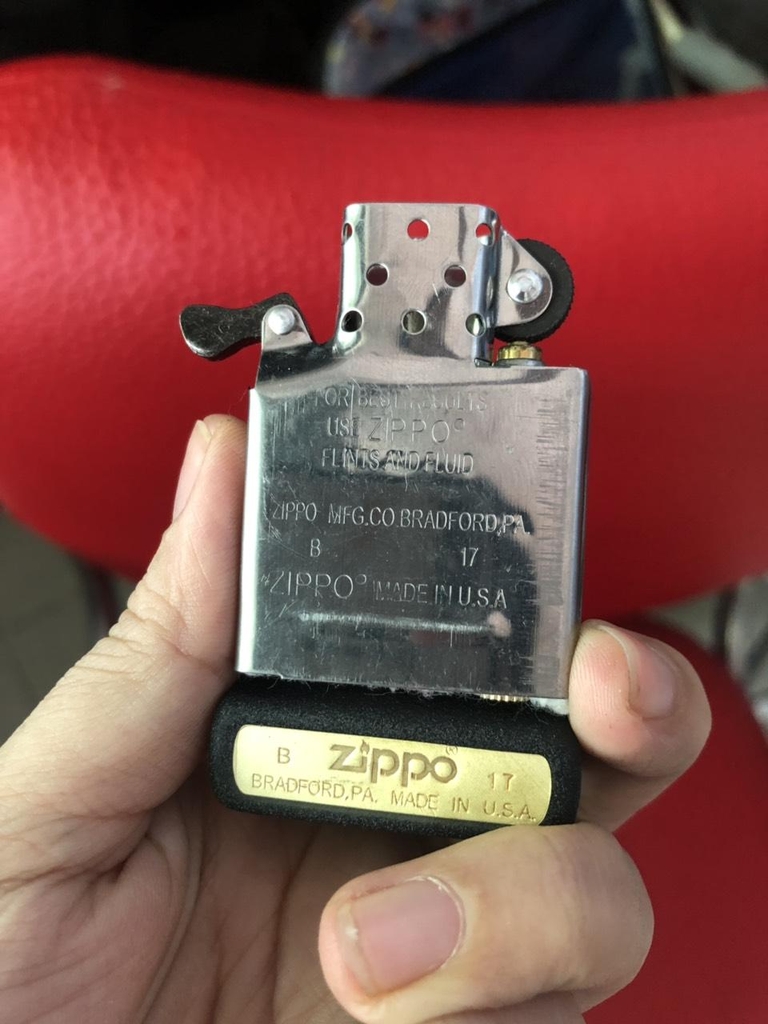 FOR BEST RESULTS
USE ZIPPO®
FLINTS AND FLUID
ZIPPO MFG.CO.BRADFORD,PA.
B 17
ZIPPO® MADE IN U.S.A
B zippo® 17
BRADFORD,PA. MADE IN U.S.A.